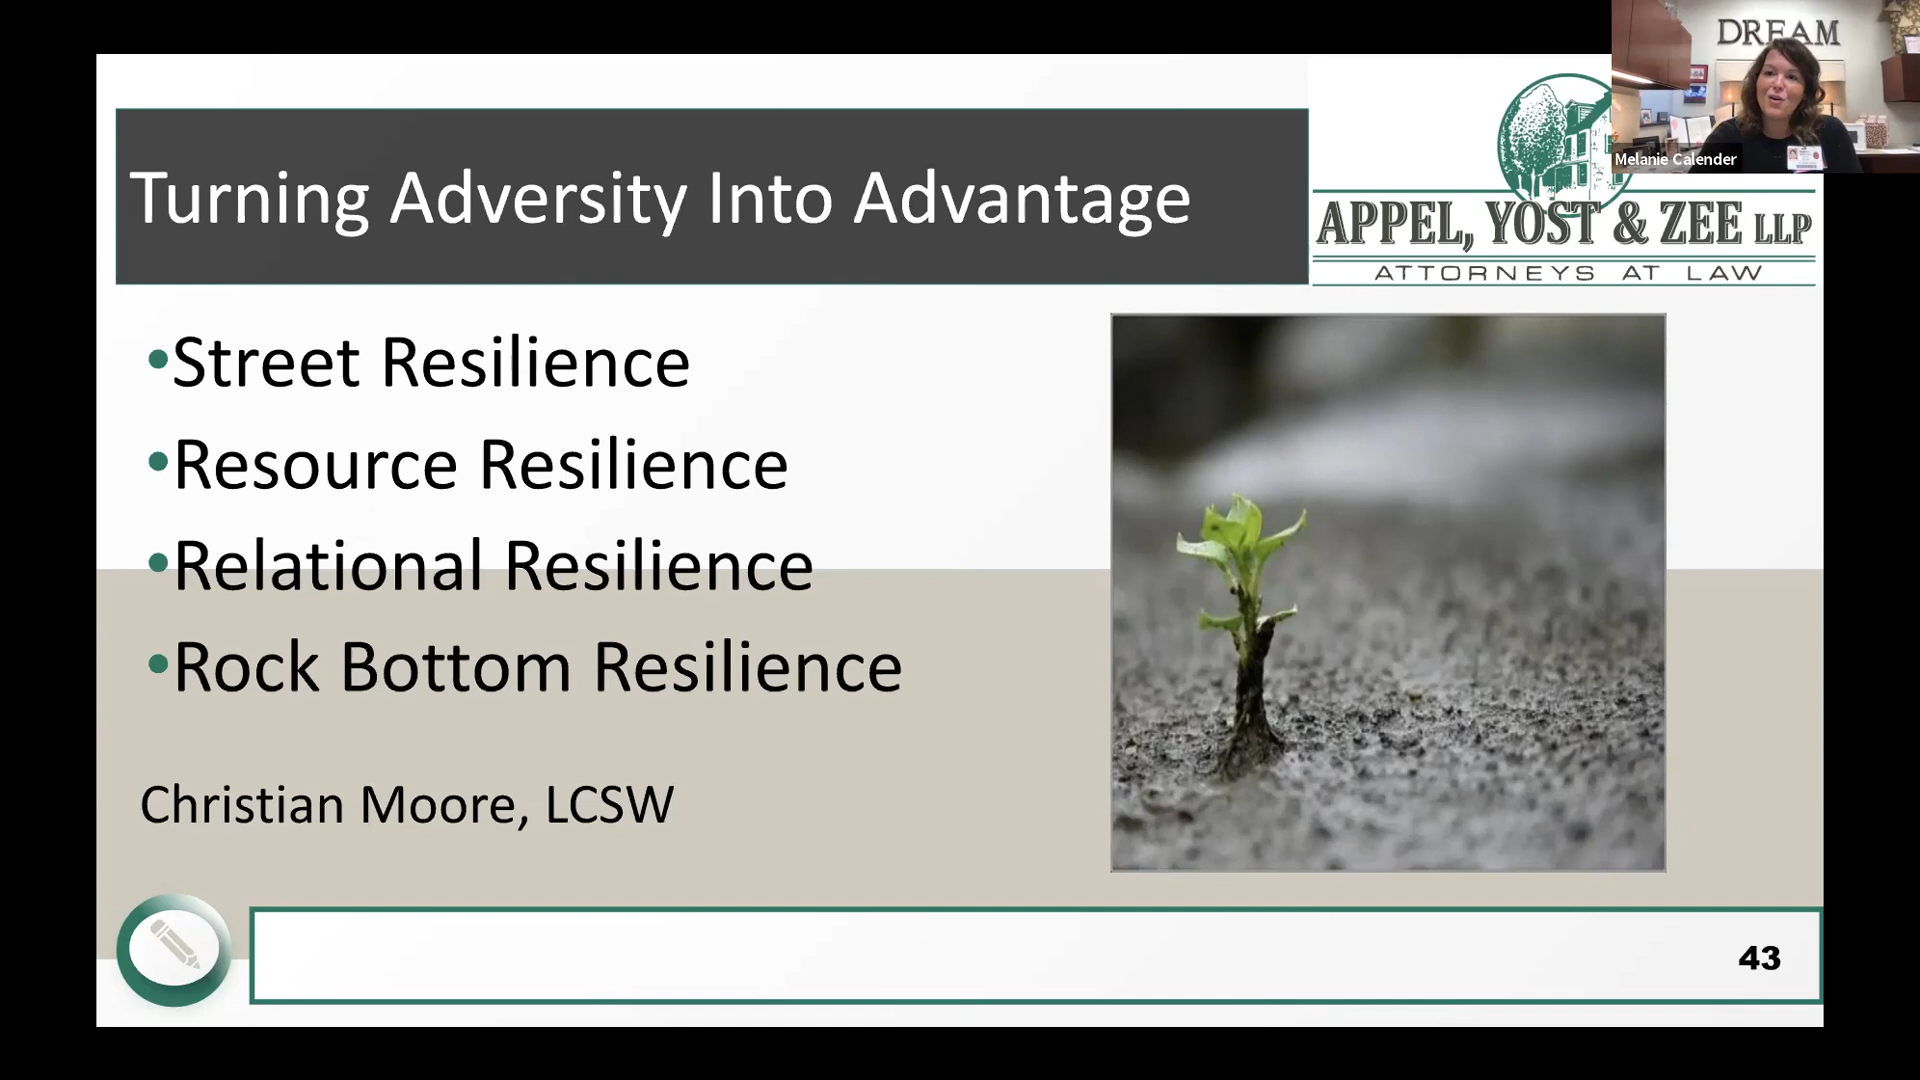 DREAM
Melanie Calender
Turning Adversity Into Advantage
APPEL, YOST & ZEE LLP
ATTORNEYS AT LAW
•Street Resilience
•Resource Resilience
•Relational Resilience
•Rock Bottom Resilience
Christian Moore, LCSW
43